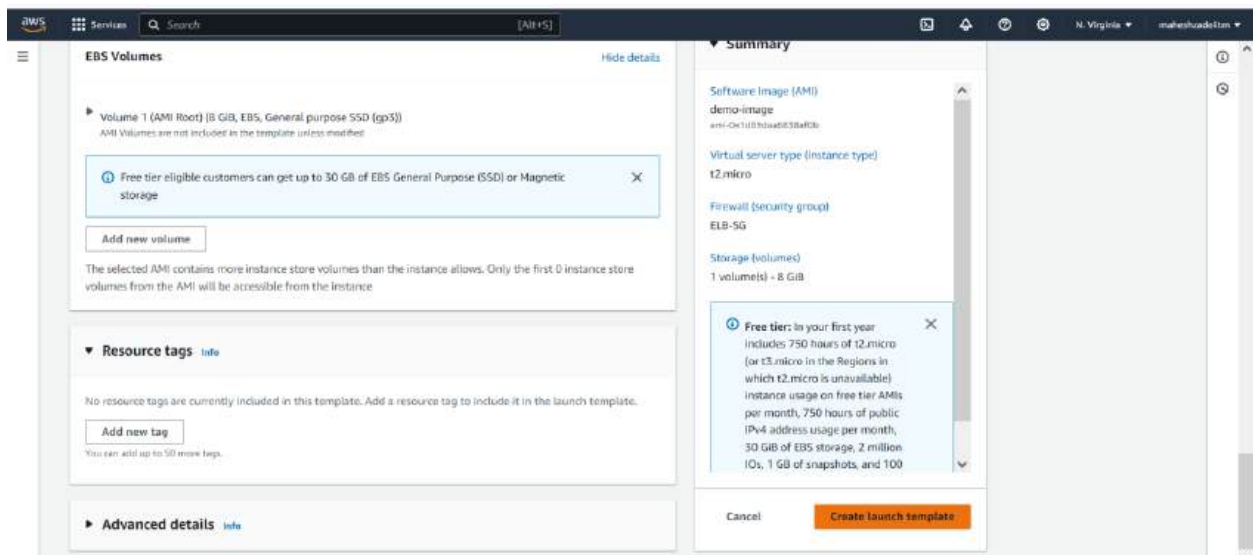 aws
Services
Search
[Alt+S]
N. Virginia
EBS Volumes
Hide details
Volume 1 (AMI Root) (8 GiB, EBS, General purpose SSD (gp3))
AMI Volumes are not included in the template unless modified
Free tier eligible customers can get up to 30 GB of EBS General Purpose (SSD) or Magnetic
storage
Add new volume
The selected AMI contains more instance store volumes than the instance allows. Only the first 0 instance store
volumes from the AMI will be accessible from the instance
Resource tags Info
No resource tags are currently included in this template. Add a resource tag to include it in the launch template.
Add new tag
You can add up to 50 more tags.
Advanced details Info
Summary
Software Image (AMI)
demo-image
Virtual server type (instance type)
t2.micro
Firewall (security group)
ELB-SG
Storage (volumes)
1 volume(s) - 8 GiB
Free tier: In your first year
includes 750 hours of t2.micro
(or t3.micro in the Regions in
which t2.micro is unavailable)
instance usage on free tier AMIs
per month, 750 hours of public
IPv4 address usage per month,
30 GiB of EBS storage, 2 million
IOs, 1 GB of snapshots, and 100
Cancel
Create launch template